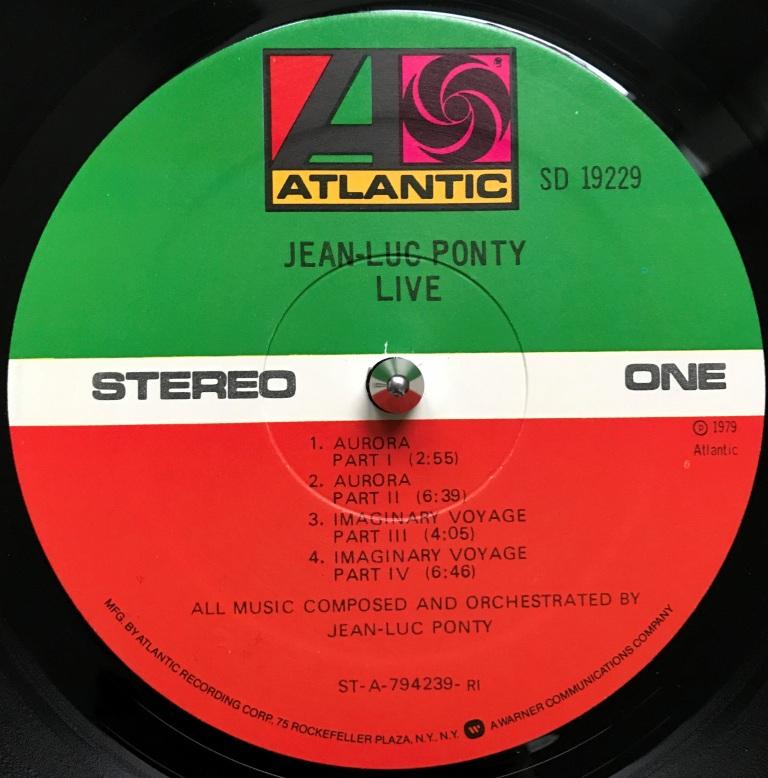 ATLANTIC
SD 19229
JEAN-LUC PONTY
LIVE
STEREO
ONE
℗ 1979
Atlantic
1. AURORA
PART I (2:55)
2. AURORA
PART II (6:39)
3. IMAGINARY VOYAGE
PART III (4:05)
4. IMAGINARY VOYAGE
PART IV (6:46)
ALL MUSIC COMPOSED AND ORCHESTRATED BY
JEAN-LUC PONTY
ST-A-794239- RI
MFG. BY ATLANTIC RECORDING CORP., 75 ROCKEFELLER PLAZA, N.Y., N.Y. A WARNER COMMUNICATIONS COMPANY